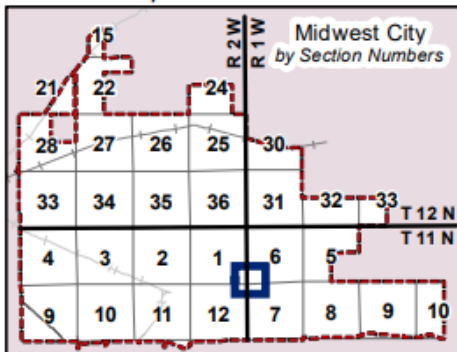 Midwest City
by Section Numbers
R 2 W
R 1 W
15
21 22 24
28 27 26 25 30
33 34 35 36 31 32 33
T 12 N
T 11 N
4 3 2 1 6 5
9 10 11 12 7 8 9 10